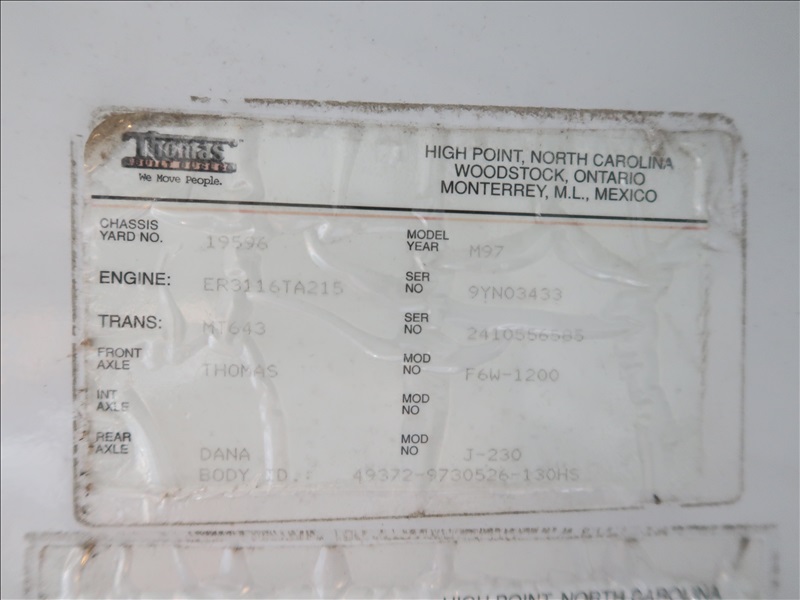 Thomas
BUILT BUSES
We Move People.
HIGH POINT, NORTH CAROLINA
WOODSTOCK, ONTARIO
MONTERREY, M.L., MEXICO
CHASSIS YARD NO. 19596 MODEL YEAR M97
ENGINE: ER3116TA215 SER NO 9YN03433
TRANS: MT643 SER NO 2410556585
FRONT AXLE THOMAS MOD NO F6W-1200
INT AXLE MOD NO
REAR AXLE DANA MOD NO J-230
BODY ID.: 49372-9730526-130HS
HIGH POINT, NORTH CAROLINA